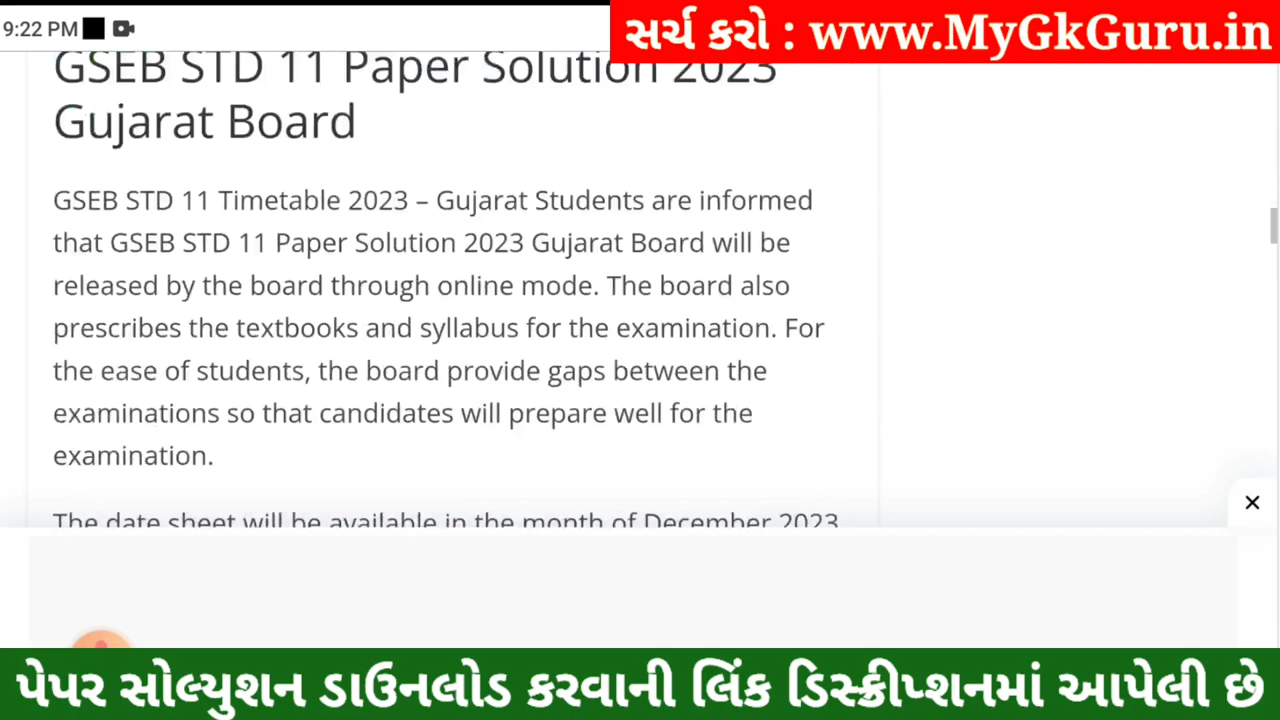 9:22 PM
સર્ચ કરો : www.MyGkGuru.in
GSEB STD 11 Paper Solution 2023
Gujarat Board
GSEB STD 11 Timetable 2023 – Gujarat Students are informed
that GSEB STD 11 Paper Solution 2023 Gujarat Board will be
released by the board through online mode. The board also
prescribes the textbooks and syllabus for the examination. For
the ease of students, the board provide gaps between the
examinations so that candidates will prepare well for the
examination.
The date sheet will be available in the month of December 2023
પેપર સોલ્યુશન ડાઉનલોડ કરવાની લિંક ડિસ્ક્રીપ્શનમાં આપેલી છે